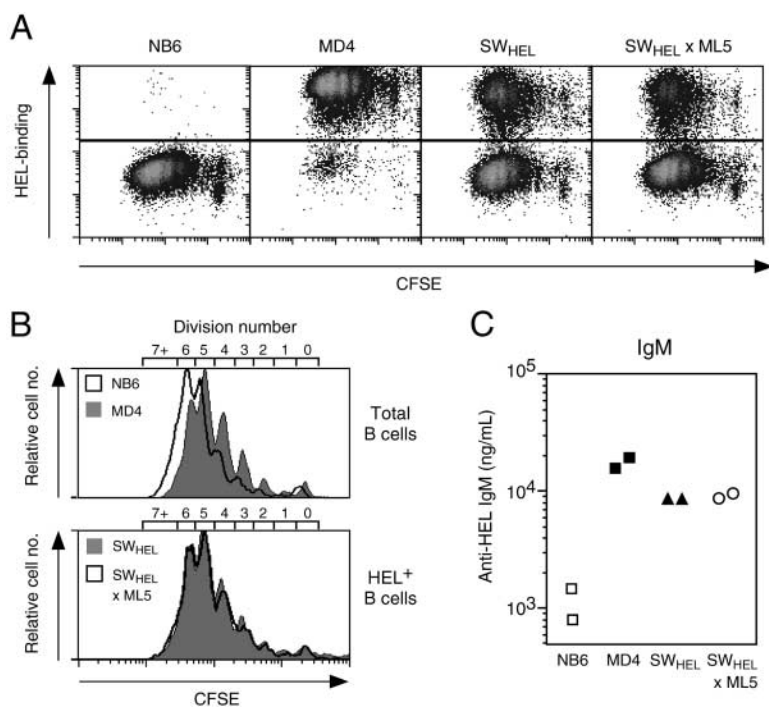 A
NB6 MD4 SWHEL SWHEL x ML5
HEL-binding
CFSE
B
Division number
7+ 6 5 4 3 2 1 0
NB6
MD4
Relative cell no.
Total
B cells
7+ 6 5 4 3 2 1 0
SWHEL
SWHEL
x ML5
Relative cell no.
HEL+
B cells
CFSE
C
IgM
Anti-HEL IgM (ng/mL)
10^5
10^4
10^3
NB6 MD4 SWHEL SWHEL
x ML5